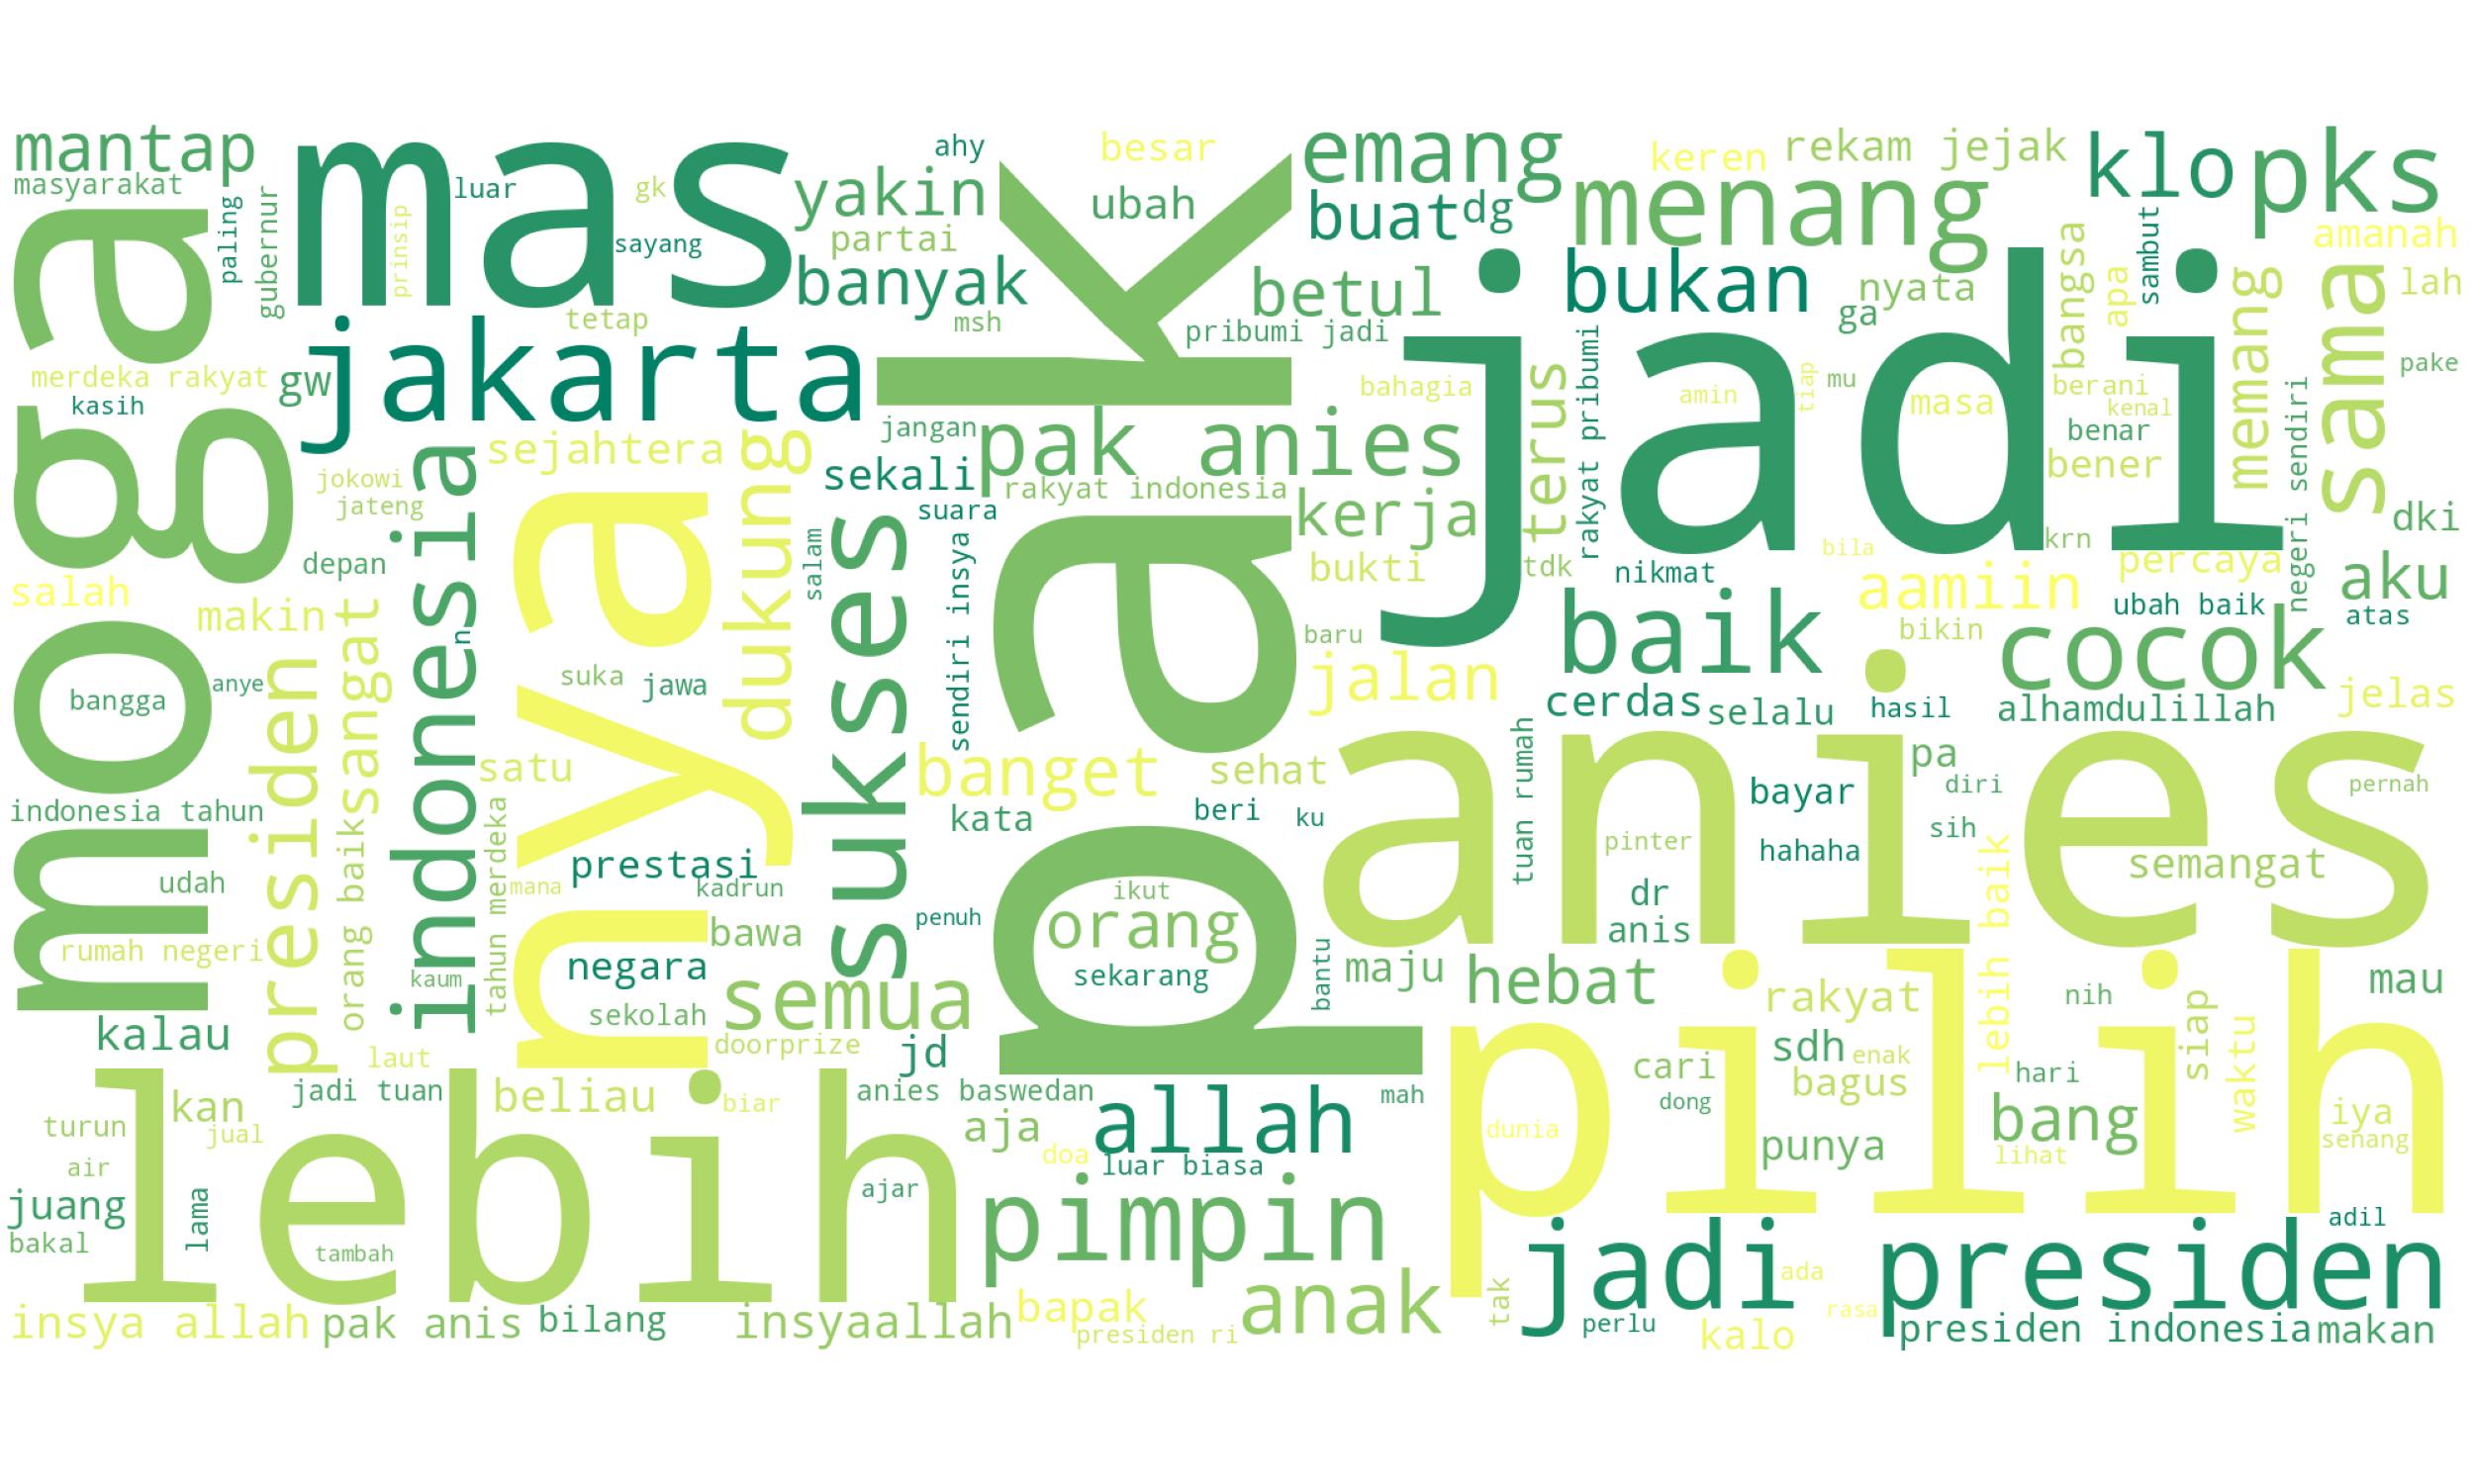 mantap
mas
ahy
besar
emang
keren
rekam jejak
klo
pks
masyarakat
luar
gk
yakin
ubah
buat
dg
menang
amanah
paling
gubernur
prinsip
sayang
partai
banyak
betul
bukan
nyata
ga
bangsa
apa
sambut
memang
sama
lah
moga
tetap
msh
pribumi jadi
jadi
merdeka rakyat
gw
jakarta
pak
kasih
bahagia
terus
rakyat pribumi
amin
tiap
mu
masa
berani
kenal
benar
bener
negeri sendiri
pake
jangan
pak anies
sejahtera
dukung
sekali
rakyat indonesia
jokowi
jateng
indonesia
nya
suara
kerja
dki
krn
depan
salam
sukses
sendiri insya
bukti
tdk
nikmat
bila
percaya
aku
salah
makin
sangat
presiden
n
baru
baik
aamiin
ubah baik
atas
bikin
cocok
bangga
anye
suka
jawa
jalan
cerdas
selalu
hasil
alhamdulillah
jelas
satu
banget
sehat
tuan rumah
anies
pa
bayar
diri
pernah
indonesia tahun
orang baik
tahun merdeka
kata
beri
ku
pinter
hahaha
sih
lebih baik
semangat
udah
prestasi
mana
kadrun
ikut
dr
rumah negeri
bawa
penuh
orang
anis
kaum
negara
sekarang
bantu
maju
hebat
rakyat
nih
siap
mau
sekolah
semua
kalau
laut
doorprize
jd
pilih
sdh
enak
waktu
jadi tuan
beliau
biar
anies baswedan
mah
cari
bagus
hari
kan
turun
jual
lebih
aja
allah
dunia
dong
bang
iya
senang
air
doa
luar biasa
punya
lihat
juang
lama
ajar
pimpin
bakal
tambah
jadi presiden
adil
ada
insya allah
pak anis
bilang
insyaallah
bapak
presiden ri
anak
tak
perlu
rasa
kalo
presiden indonesia
makan